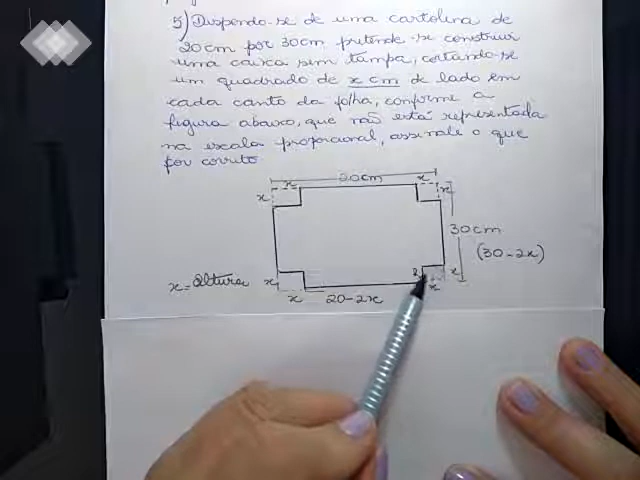 5) Dispondo-se de uma cartolina de
20cm por 30cm pretende-se construir
uma caixa sem tampa, cortando-se
um quadrado de x cm de lado em
cada canto da folha, conforme a
figura abaixo, que não está representada
na escala proporcional, assinale o que
for correto.
x 20cm x
x x
30cm
(30-2x)
x = altura x x x x
x 20-2x